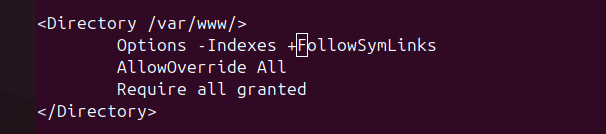 <Directory /var/www/>
        Options -Indexes +FollowSymLinks
        AllowOverride All
        Require all granted
</Directory>